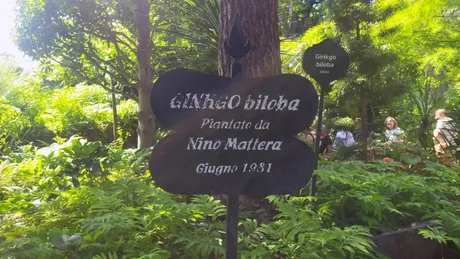 GINKGO biloba
Piantato da
Nino Mattera
Giugno 1981
Ginkgo
biloba